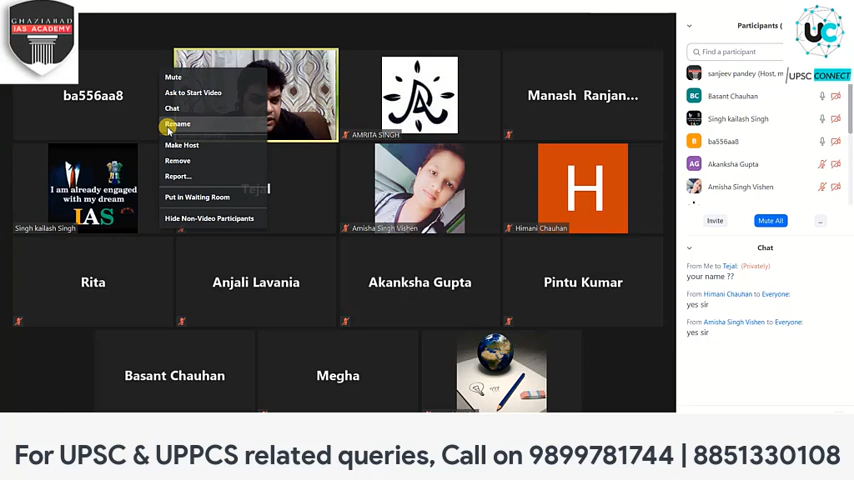 GHAZIABAD
IAS ACADEMY
ba556aa8
Mute
Ask to Start Video
Chat
Rename
Make Host
Remove
Report...
Put in Waiting Room
Hide Non-Video Participants
AMRITA SINGH
Manash Ranjan...
I am already engaged
with my dream
IAS
Singh kailash Singh
Amisha Singh Vishen
H
Himani Chauhan
Rita
Anjali Lavania
Akanksha Gupta
Pintu Kumar
Basant Chauhan
Megha
Participants (
UC
UPSC CONNECT
Find a participant
sanjeev pandey (Host, m
BC Basant Chauhan
Singh kailash Singh
B ba556aa8
AG Akanksha Gupta
Amisha Singh Vishen
Invite
Mute All
...
Chat
From Me to Tejal: (Privately)
your name ??
From Himani Chauhan to Everyone:
yes sir
From Amisha Singh Vishen to Everyone:
yes sir
For UPSC & UPPCS related queries, Call on 9899781744 | 8851330108